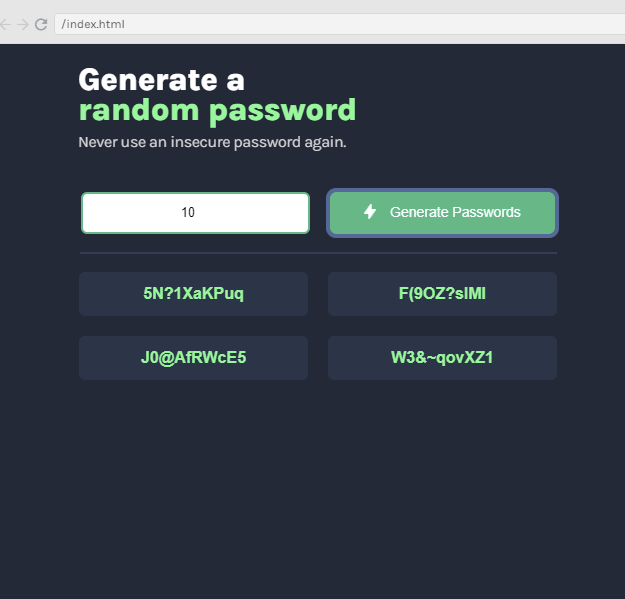 /index.html
Generate a
random password
Never use an insecure password again.
10
Generate Passwords
5N?1XaKPuq
F(9OZ?slMl
J0@AfRWcE5
W3&~qovXZ1